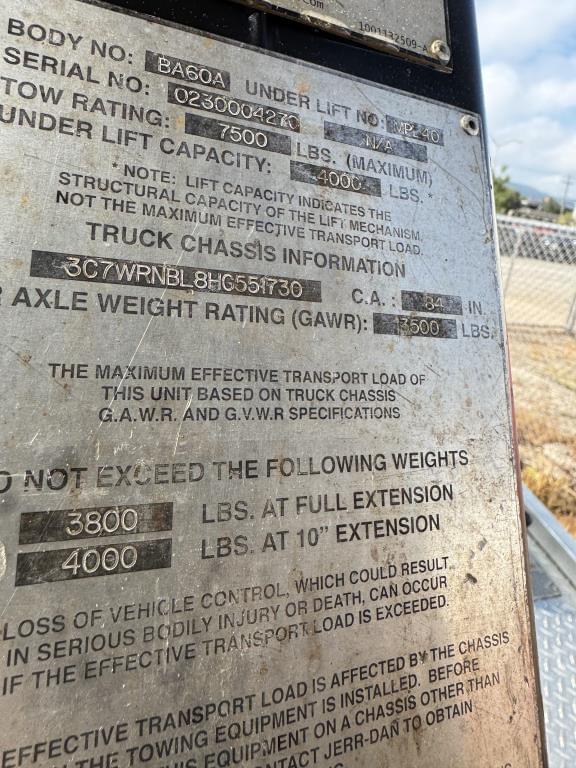 com
1001132509-A
BODY NO: BA60A UNDER LIFT NO: MPL40
SERIAL NO: 0230004270 N/A
TOW RATING: 7500 LBS. (MAXIMUM)
UNDER LIFT CAPACITY: 4000 LBS. *
* NOTE: LIFT CAPACITY INDICATES THE
STRUCTURAL CAPACITY OF THE LIFT MECHANISM,
NOT THE MAXIMUM EFFECTIVE TRANSPORT LOAD.
TRUCK CHASSIS INFORMATION
3C7WRNBL8HG551730 C.A.: 84 IN.
R AXLE WEIGHT RATING (GAWR): 3500 LBS.
THE MAXIMUM EFFECTIVE TRANSPORT LOAD OF
THIS UNIT BASED ON TRUCK CHASSIS
G.A.W.R. AND G.V.W.R SPECIFICATIONS
O NOT EXCEED THE FOLLOWING WEIGHTS
3800 LBS. AT FULL EXTENSION
4000 LBS. AT 10" EXTENSION
LOSS OF VEHICLE CONTROL, WHICH COULD RESULT
IN SERIOUS BODILY INJURY OR DEATH, CAN OCCUR
IF THE EFFECTIVE TRANSPORT LOAD IS EXCEEDED.
EFFECTIVE TRANSPORT LOAD IS AFFECTED BY THE CHASSIS
THE TOWING EQUIPMENT IS INSTALLED. BEFORE
THIS EQUIPMENT ON A CHASSIS OTHER THAN
CONTACT JERR-DAN TO OBTAIN